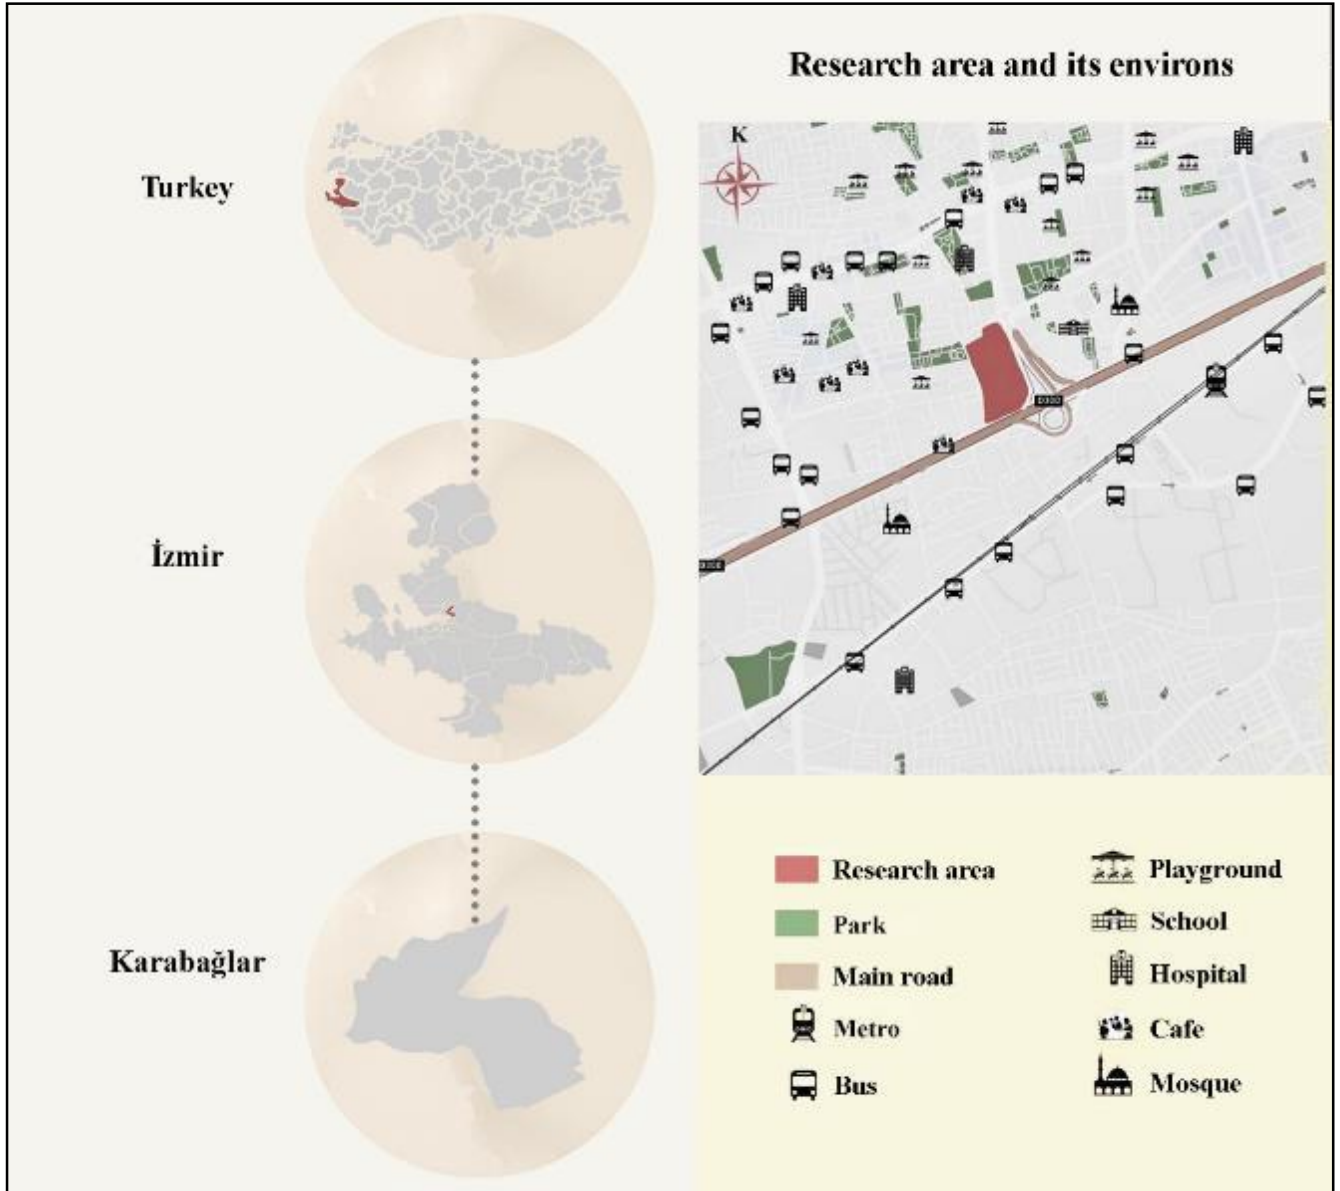 Research area and its environs
K
Turkey
İzmir
Karabağlar
Research area
Park
Main road
Metro
Bus
Playground
School
Hospital
Cafe
Mosque